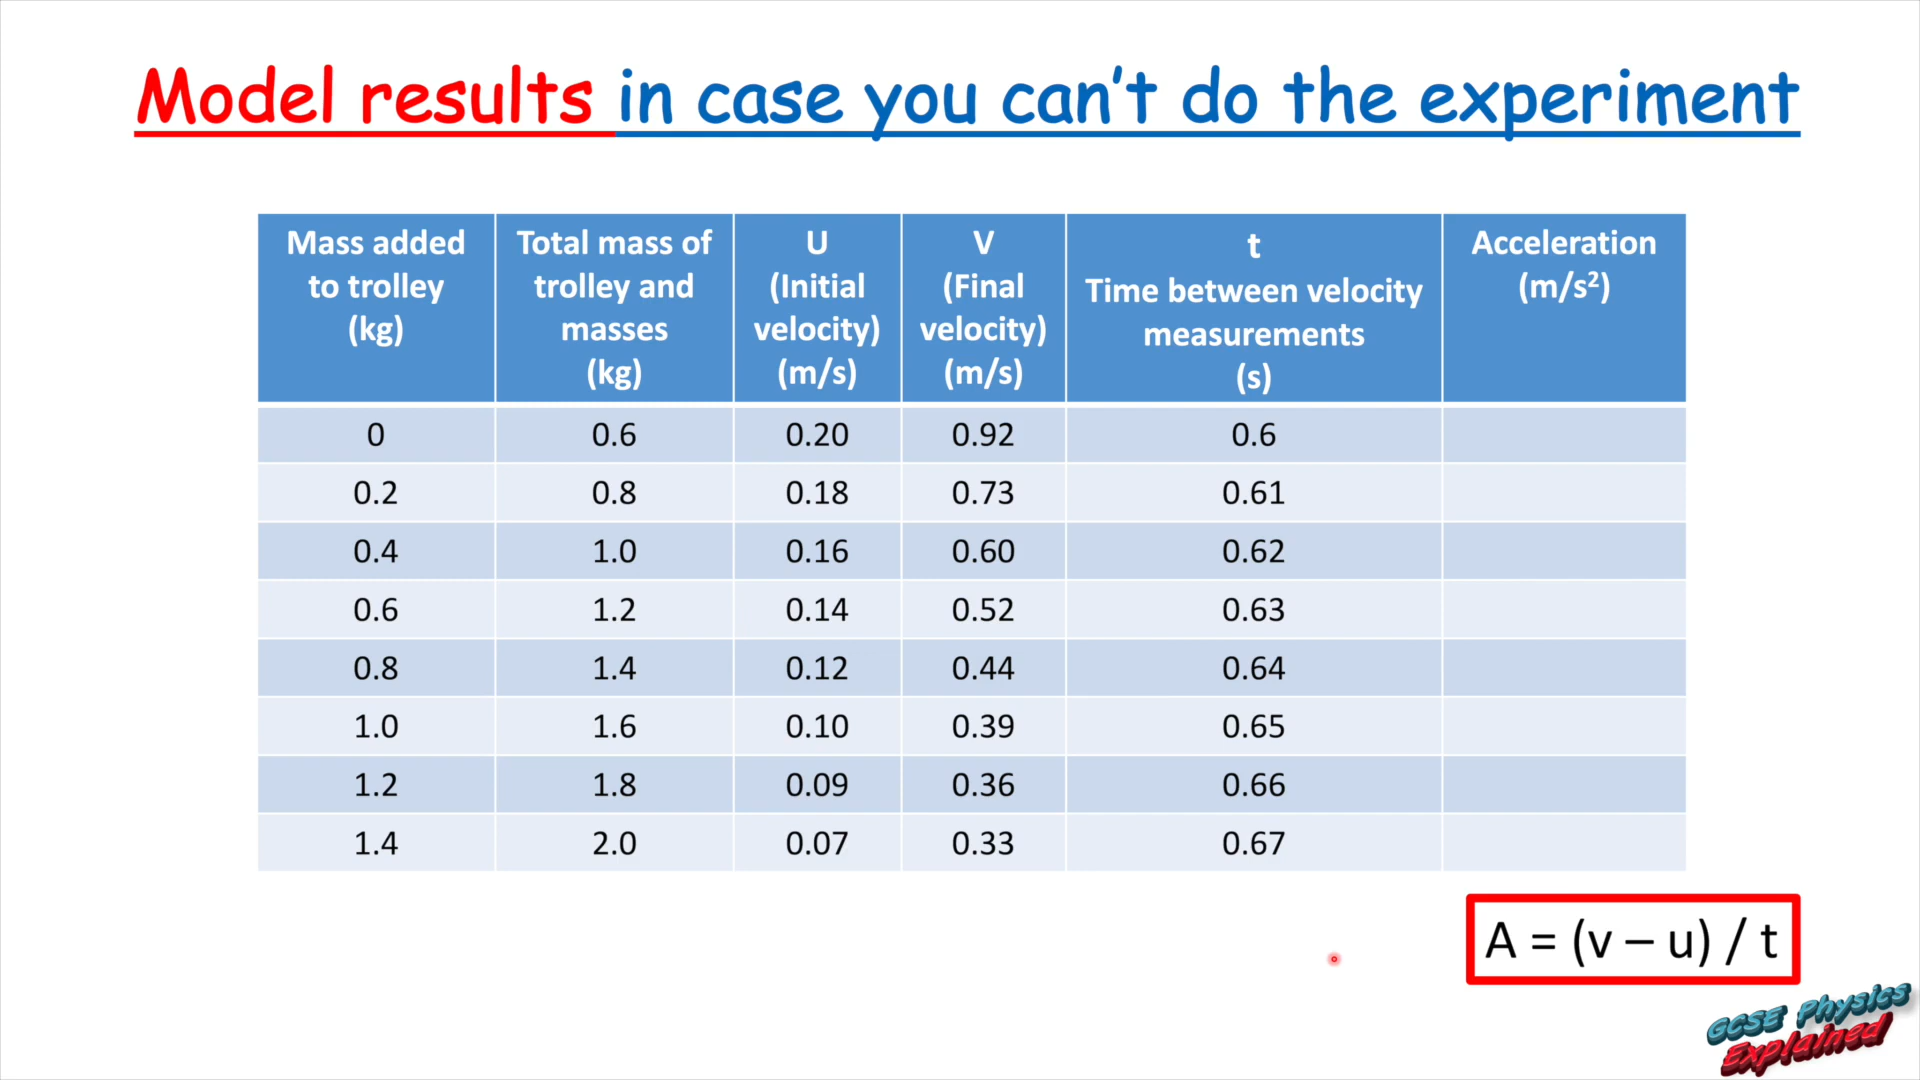 Model results in case you can't do the experiment
Mass added to trolley (kg) Total mass of trolley and masses (kg) U (Initial velocity) (m/s) V (Final velocity) (m/s) t Time between velocity measurements (s) Acceleration (m/s²)
0 0.6 0.20 0.92 0.6
0.2 0.8 0.18 0.73 0.61
0.4 1.0 0.16 0.60 0.62
0.6 1.2 0.14 0.52 0.63
0.8 1.4 0.12 0.44 0.64
1.0 1.6 0.10 0.39 0.65
1.2 1.8 0.09 0.36 0.66
1.4 2.0 0.07 0.33 0.67
A = (v – u) / t
GCSE Physics
Explained